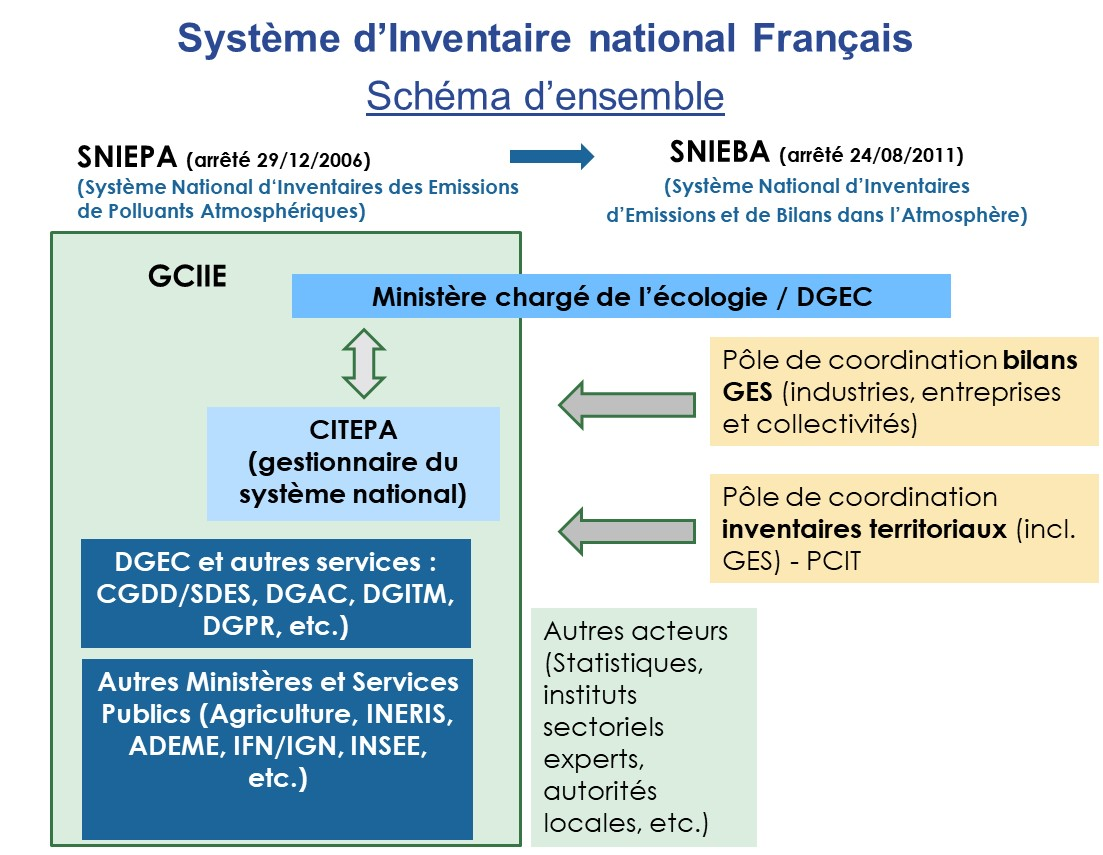 Système d’Inventaire national Français
Schéma d’ensemble
SNIEPA (arrêté 29/12/2006)
(Système National d‘Inventaires des Emissions
de Polluants Atmosphériques)
SNIEBA (arrêté 24/08/2011)
(Système National d’Inventaires
d’Emissions et de Bilans dans l’Atmosphère)
GCIIE
Ministère chargé de l’écologie / DGEC
CITEPA
(gestionnaire du
système national)
DGEC et autres services :
CGDD/SDES, DGAC, DGITM,
DGPR, etc.)
Autres Ministères et Services
Publics (Agriculture, INERIS,
ADEME, IFN/IGN, INSEE,
etc.)
Pôle de coordination bilans
GES (industries, entreprises
et collectivités)
Pôle de coordination
inventaires territoriaux (incl.
GES) - PCIT
Autres acteurs
(Statistiques,
instituts
sectoriels
experts,
autorités
locales, etc.)